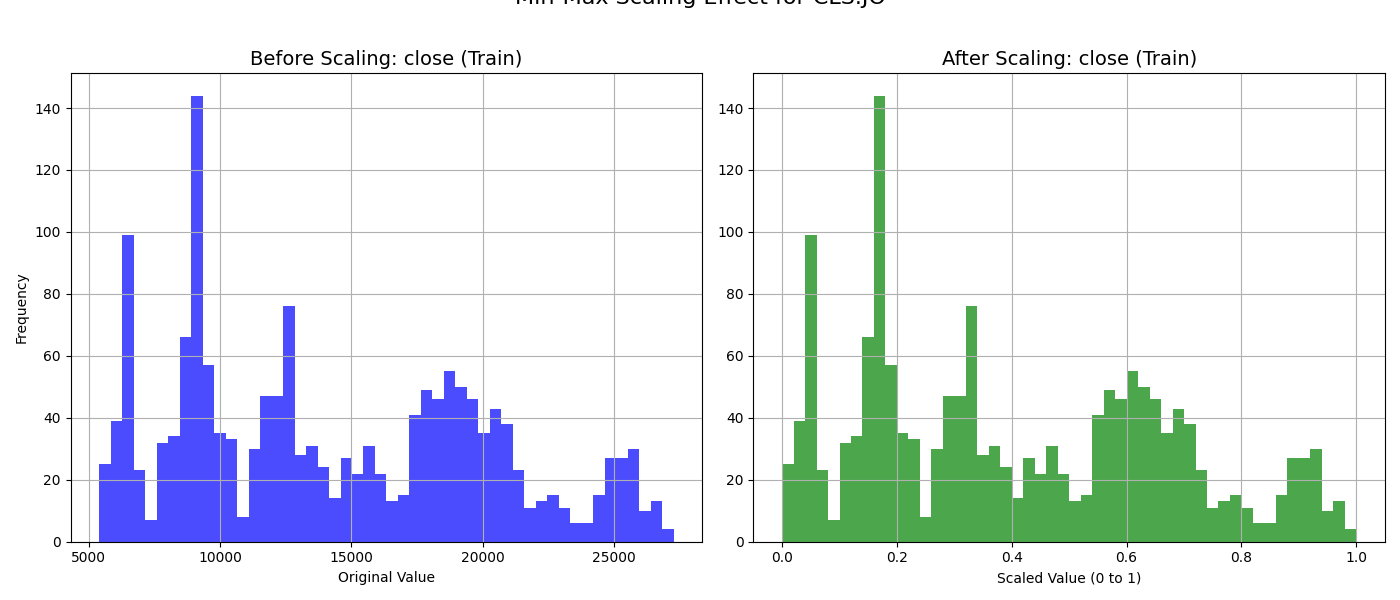 Min-Max Scaling Effect for CLS.JO
Before Scaling: close (Train)
After Scaling: close (Train)
Frequency
140
120
100
80
60
40
20
0
5000 10000 15000 20000 25000
Original Value
140
120
100
80
60
40
20
0
0.0 0.2 0.4 0.6 0.8 1.0
Scaled Value (0 to 1)